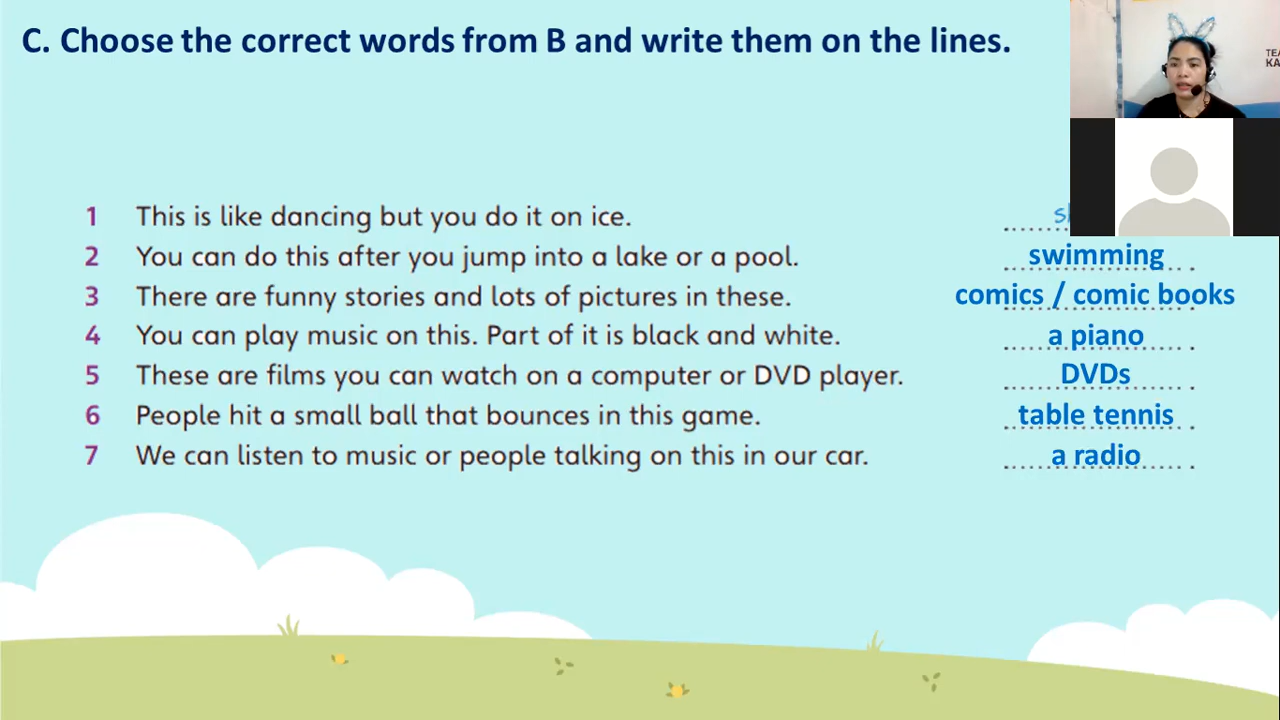 C. Choose the correct words from B and write them on the lines.
1 This is like dancing but you do it on ice.
2 You can do this after you jump into a lake or a pool. swimming
3 There are funny stories and lots of pictures in these. comics / comic books
4 You can play music on this. Part of it is black and white. a piano
5 These are films you can watch on a computer or DVD player. DVDs
6 People hit a small ball that bounces in this game. table tennis
7 We can listen to music or people talking on this in our car. a radio